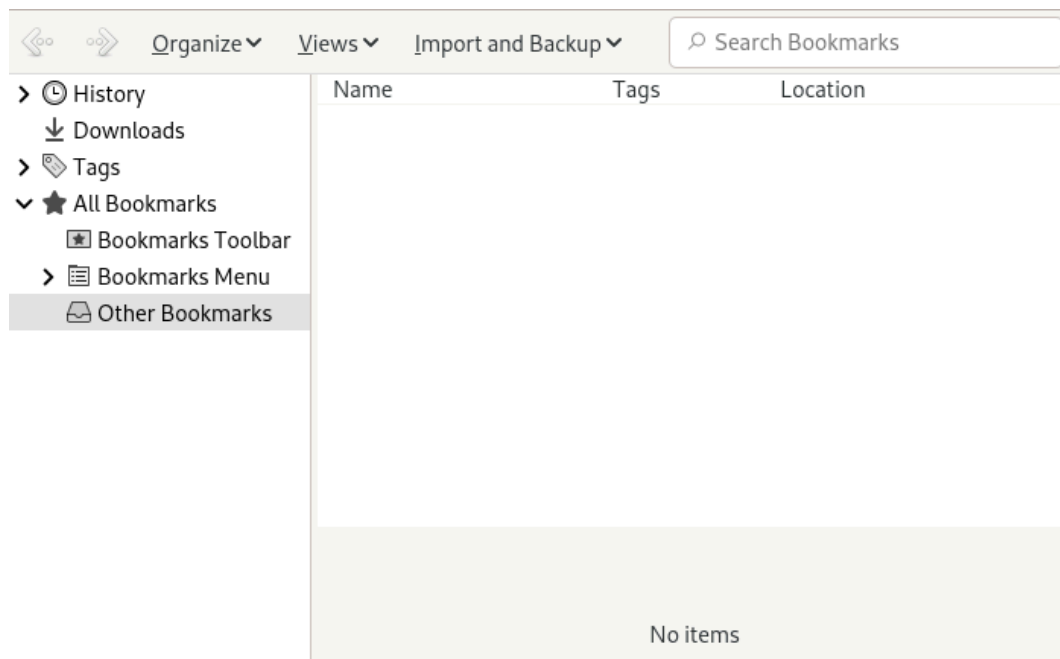 Organize Views Import and Backup Search Bookmarks
History
Downloads
Tags
All Bookmarks
Bookmarks Toolbar
Bookmarks Menu
Other Bookmarks
Name Tags Location
No items